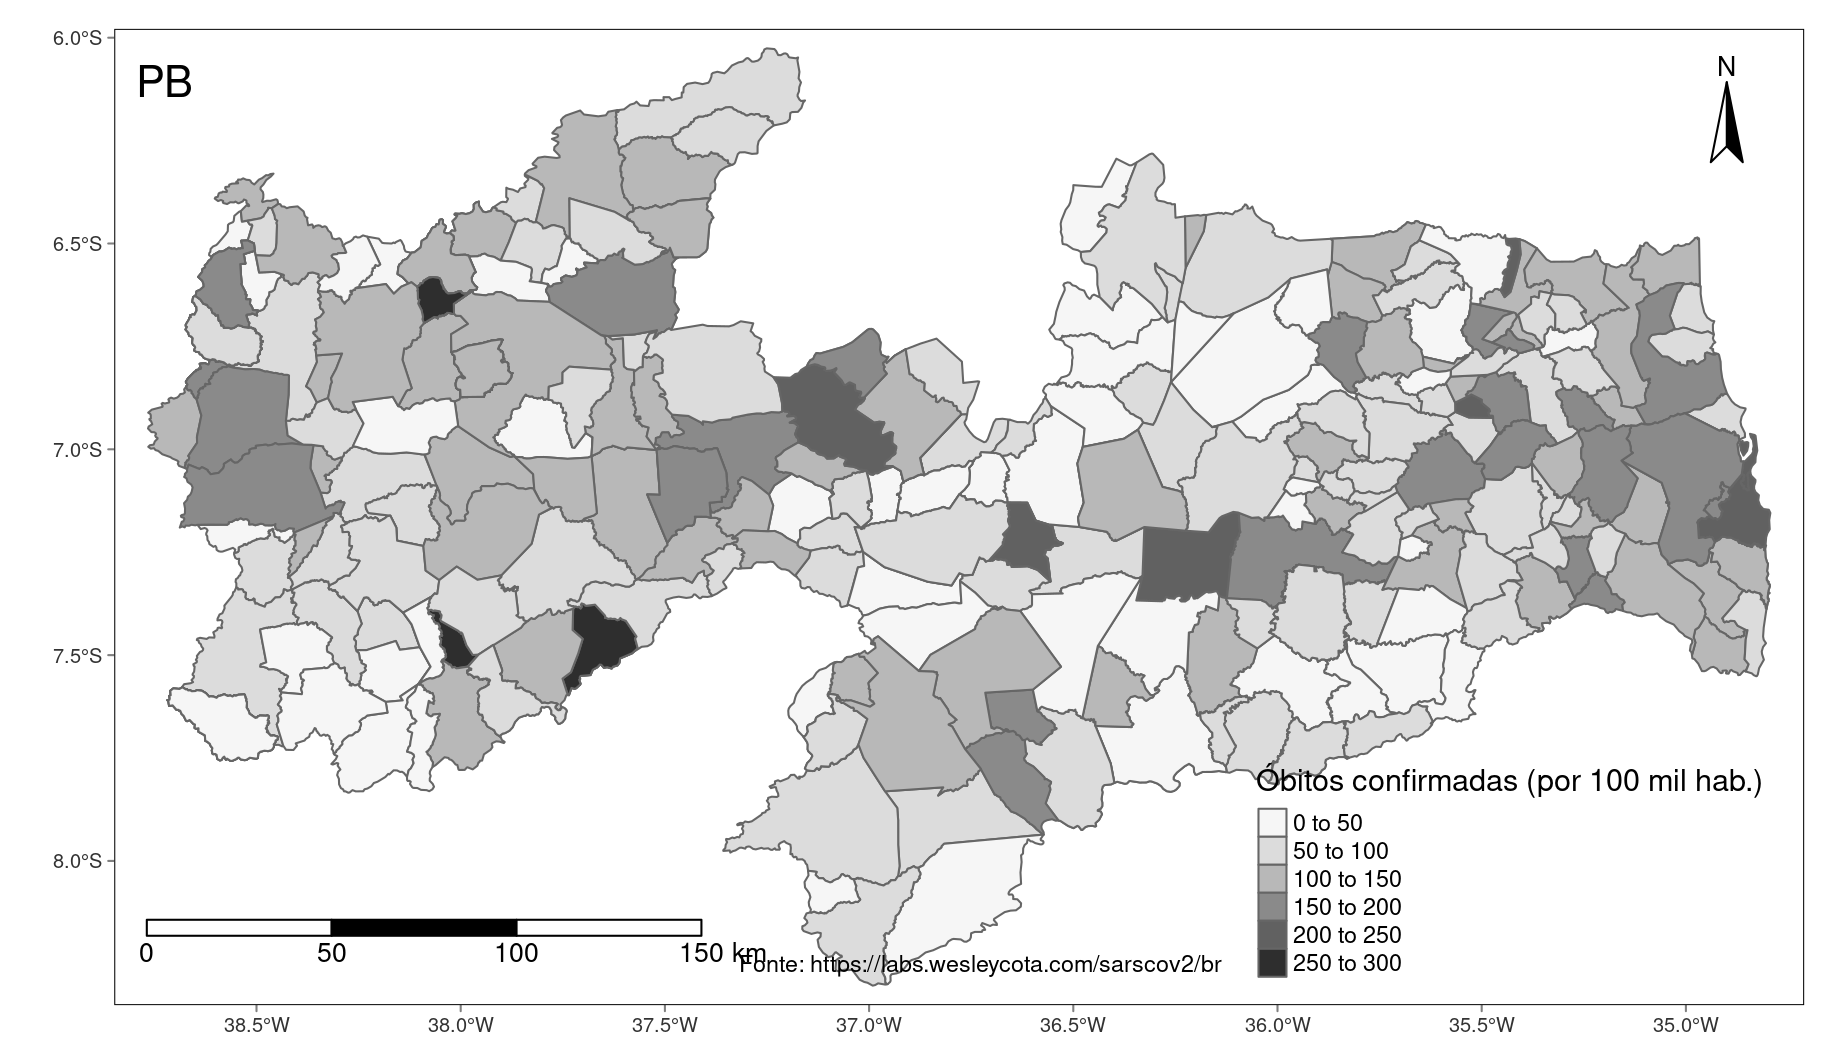 6.0°S
PB
N
6.5°S
7.0°S
7.5°S
8.0°S
Óbitos confirmadas (por 100 mil hab.)
0 to 50
50 to 100
100 to 150
150 to 200
200 to 250
250 to 300
0 50 100 150 km
Fonte: https://labs.wesleycota.com/sarscov2/br
38.5°W 38.0°W 37.5°W 37.0°W 36.5°W 36.0°W 35.5°W 35.0°W